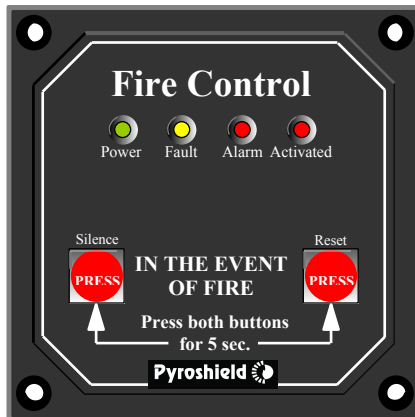 Fire Control
Power Fault Alarm Activated
Silence Reset
PRESS IN THE EVENT PRESS
OF FIRE
Press both buttons
for 5 sec.
Pyroshield